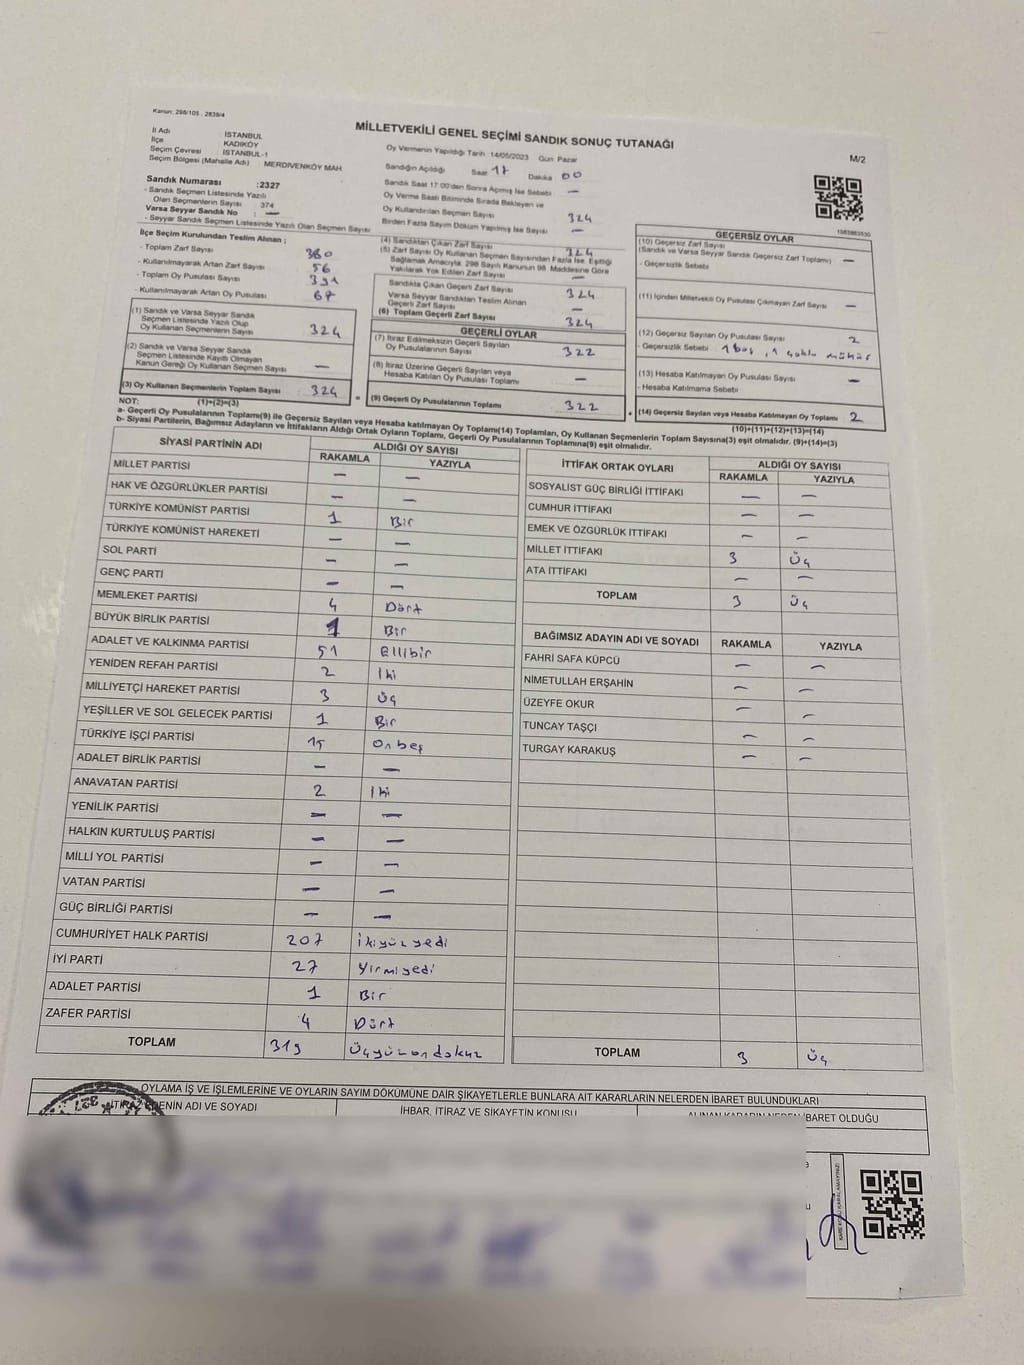 Kanun: 298/105 , 2839/4
MİLLETVEKİLİ GENEL SEÇİMİ SANDIK SONUÇ TUTANAĞI
M/2
İl Adı : İSTANBUL
İlçe : KADIKÖY
Seçim Çevresi : İSTANBUL-1
Seçim Bölgesi (Mahalle Adı) : MERDİVENKÖY MAH
Sandık Numarası :2327
- Sandık Seçmen Listesinde Yazılı
Olan Seçmenlerin Sayısı : 374
Varsa Seyyar Sandık No : —
- Seyyar Sandık Seçmen Listesinde Yazılı Olan Seçmen Sayısı
Oy Vermenin Yapıldığı Tarih :14/05/2023 Gün: Pazar
Sandığın Açıldığı Saat 17 Dakika 00
Sandık Saat 17:00'den Sonra Açılmış İse Sebebi —
Oy Verme Saati Bitiminde Sırada Bekleyen ve
Oy Kullandırılan Seçmen Sayısı 324
Birden Fazla Sayım Döküm Yapılmış İse Sayısı —
İlçe Seçim Kurulundan Teslim Alınan ;
- Toplam Zarf Sayısı 380
- Kullanılmayarak Artan Zarf Sayısı 56
- Toplam Oy Pusulası Sayısı 391
- Kullanılmayarak Artan Oy Pusulası 67
(1) Sandık ve Varsa Seyyar Sandık
Seçmen Listesinde Yazılı Olup
Oy Kullanan Seçmenlerin Sayısı 324
(2) Sandık ve Varsa Seyyar Sandık
Seçmen Listesinde Kayıtlı Olmayan
Kanun Gereği Oy Kullanan Seçmen Sayısı —
(3) Oy Kullanan Seçmenlerin Toplam Sayısı 324
(4) Sandıktan Çıkan Zarf Sayısı 324
(5) Zarf Sayısı Oy Kullanan Seçmen Sayısından Fazla İse, Eşitliği
Sağlamak Amacıyla, 298 Sayılı Kanunun 98. Maddesine Göre
Yakılarak Yok Edilen Zarf Sayısı —
Sandıkta Çıkan Geçerli Zarf Sayısı 324
Varsa Seyyar Sandıktan Teslim Alınan
Geçerli Zarf Sayısı —
(6) Toplam Geçerli Zarf Sayısı 324
GEÇERLİ OYLAR
(7) İtiraz Edilmeksizin Geçerli Sayılan
Oy Pusulalarının Sayısı 322
(8) İtiraz Üzerine Geçerli Sayılan veya
Hesaba Katılan Oy Pusulası Toplamı —
(9) Geçerli Oy Pusulalarının Toplamı 322
1583863530
GEÇERSİZ OYLAR
(10) Geçersiz Zarf Sayısı
(Sandık ve Varsa Seyyar Sandık Geçersiz Zarf Toplamı) —
- Geçersizlik Sebebi
(11) İçinden Milletvekili Oy Pusulası Çıkmayan Zarf Sayısı —
(12) Geçersiz Sayılan Oy Pusulası Sayısı 2
- Geçersizlik Sebebi 1 boş, 1 çoklu mühür
(13) Hesaba Katılmayan Oy Pusulası Sayısı —
- Hesaba Katılmama Sebebi
(14) Geçersiz Sayılan veya Hesaba Katılmayan Oy Toplamı 2
NOT: (1)+(2)=(3)
(10)+(11)+(12)+(13)=(14)
a- Geçerli Oy Pusulasının Toplamı(9) ile Geçersiz Sayılan veya Hesaba katılmayan Oy Toplamı(14) Toplamları, Oy Kullanan Seçmenlerin Toplam Sayısına(3) eşit olmalıdır. (9)+(14)=(3)
b- Siyasi Partilerin, Bağımsız Adayların ve İttifakların Aldığı Ortak Oyların Toplamı, Geçerli Oy Pusulalarının Toplamına(9) eşit olmalıdır.
SİYASİ PARTİNİN ADI ALDIĞI OY SAYISI
RAKAMLA YAZIYLA
MİLLET PARTİSİ — —
HAK VE ÖZGÜRLÜKLER PARTİSİ — —
TÜRKİYE KOMÜNİST PARTİSİ 1 Bir
TÜRKİYE KOMÜNİST HAREKETİ — —
SOL PARTİ — —
GENÇ PARTİ — —
MEMLEKET PARTİSİ 4 Dört
BÜYÜK BİRLİK PARTİSİ 1 Bir
ADALET VE KALKINMA PARTİSİ 51 Ellibir
YENİDEN REFAH PARTİSİ 2 İki
MİLLİYETÇİ HAREKET PARTİSİ 3 Üç
YEŞİLLER VE SOL GELECEK PARTİSİ 1 Bir
TÜRKİYE İŞÇİ PARTİSİ 15 Onbeş
ADALET BİRLİK PARTİSİ — —
ANAVATAN PARTİSİ 2 İki
YENİLİK PARTİSİ — —
HALKIN KURTULUŞ PARTİSİ — —
MİLLİ YOL PARTİSİ — —
VATAN PARTİSİ — —
GÜÇ BİRLİĞİ PARTİSİ — —
CUMHURİYET HALK PARTİSİ 207 ikiyüz yedi
İYİ PARTİ 27 Yirmi yedi
ADALET PARTİSİ 1 Bir
ZAFER PARTİSİ 4 Dört
TOPLAM 319 Üçyüz on dokuz
İTTİFAK ORTAK OYLARI ALDIĞI OY SAYISI
RAKAMLA YAZIYLA
SOSYALİST GÜÇ BİRLİĞİ İTTİFAKI — —
CUMHUR İTTİFAKI — —
EMEK VE ÖZGÜRLÜK İTTİFAKI — —
MİLLET İTTİFAKI 3 Üç
ATA İTTİFAKI — —
TOPLAM 3 Üç
BAĞIMSIZ ADAYIN ADI VE SOYADI RAKAMLA YAZIYLA
FAHRİ SAFA KÜPCÜ — —
NİMETULLAH ERŞAHİN — —
ÜZEYFE OKUR — —
TUNCAY TAŞÇI — —
TURGAY KARAKUŞ — —
TOPLAM 3 Üç
OYLAMA İŞ VE İŞLEMLERİNE VE OYLARIN SAYIM DÖKÜMÜNE DAİR ŞİKAYETLERLE BUNLARA AİT KARARLARIN NELERDEN İBARET BULUNDUKLARI
İTİRAZ EDENİN ADI VE SOYADI İHBAR, İTİRAZ VE ŞİKAYETİN KONUSU ALINAN KARARIN NEDEN İBARET OLDUĞU